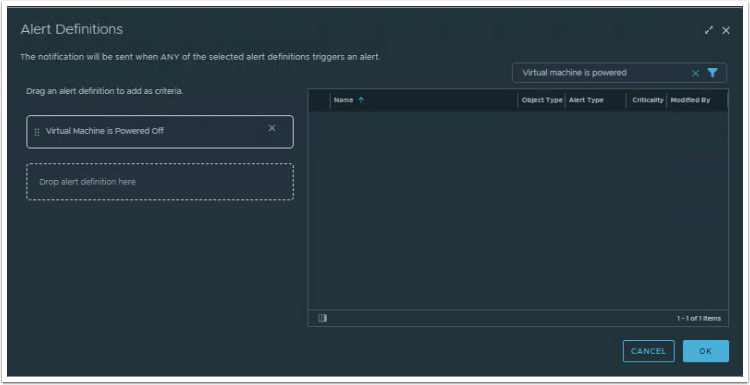 Alert Definitions
The notification will be sent when ANY of the selected alert definitions triggers an alert.
Virtual machine is powered
Drag an alert definition to add as criteria.
Name Object Type Alert Type Criticality Modified By
Virtual Machine is Powered Off
Drop alert definition here
1 - 1 of 1 items
CANCEL OK